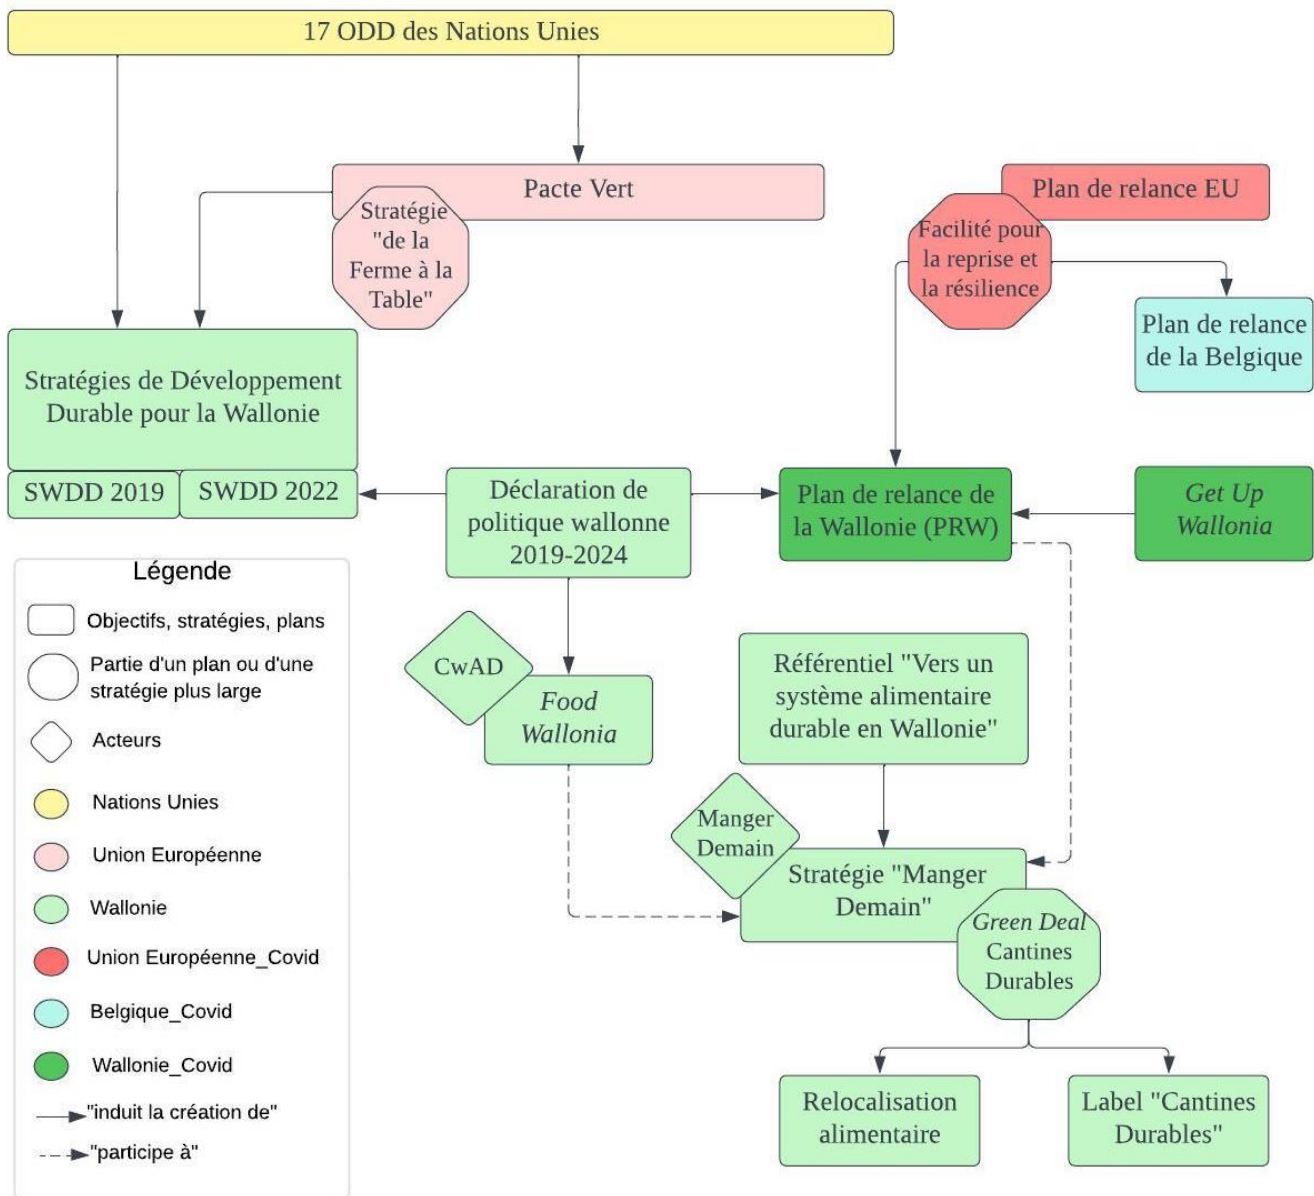 17 ODD des Nations Unies
Pacte Vert
Stratégie
"de la
Ferme à la
Table"
Plan de relance EU
Facilité pour
la reprise et
la résilience
Plan de relance
de la Belgique
Stratégies de Développement
Durable pour la Wallonie
SWDD 2019
SWDD 2022
Déclaration de
politique wallonne
2019-2024
Plan de relance de
la Wallonie (PRW)
Get Up
Wallonia
CwAD
Food
Wallonia
Référentiel "Vers un
système alimentaire
durable en Wallonie"
Manger
Demain
Stratégie "Manger
Demain"
Green Deal
Cantines
Durables
Relocalisation
alimentaire
Label "Cantines
Durables"
Légende
Objectifs, stratégies, plans
Partie d'un plan ou d'une
stratégie plus large
Acteurs
Nations Unies
Union Européenne
Wallonie
Union Européenne_Covid
Belgique_Covid
Wallonie_Covid
"induit la création de"
"participe à"